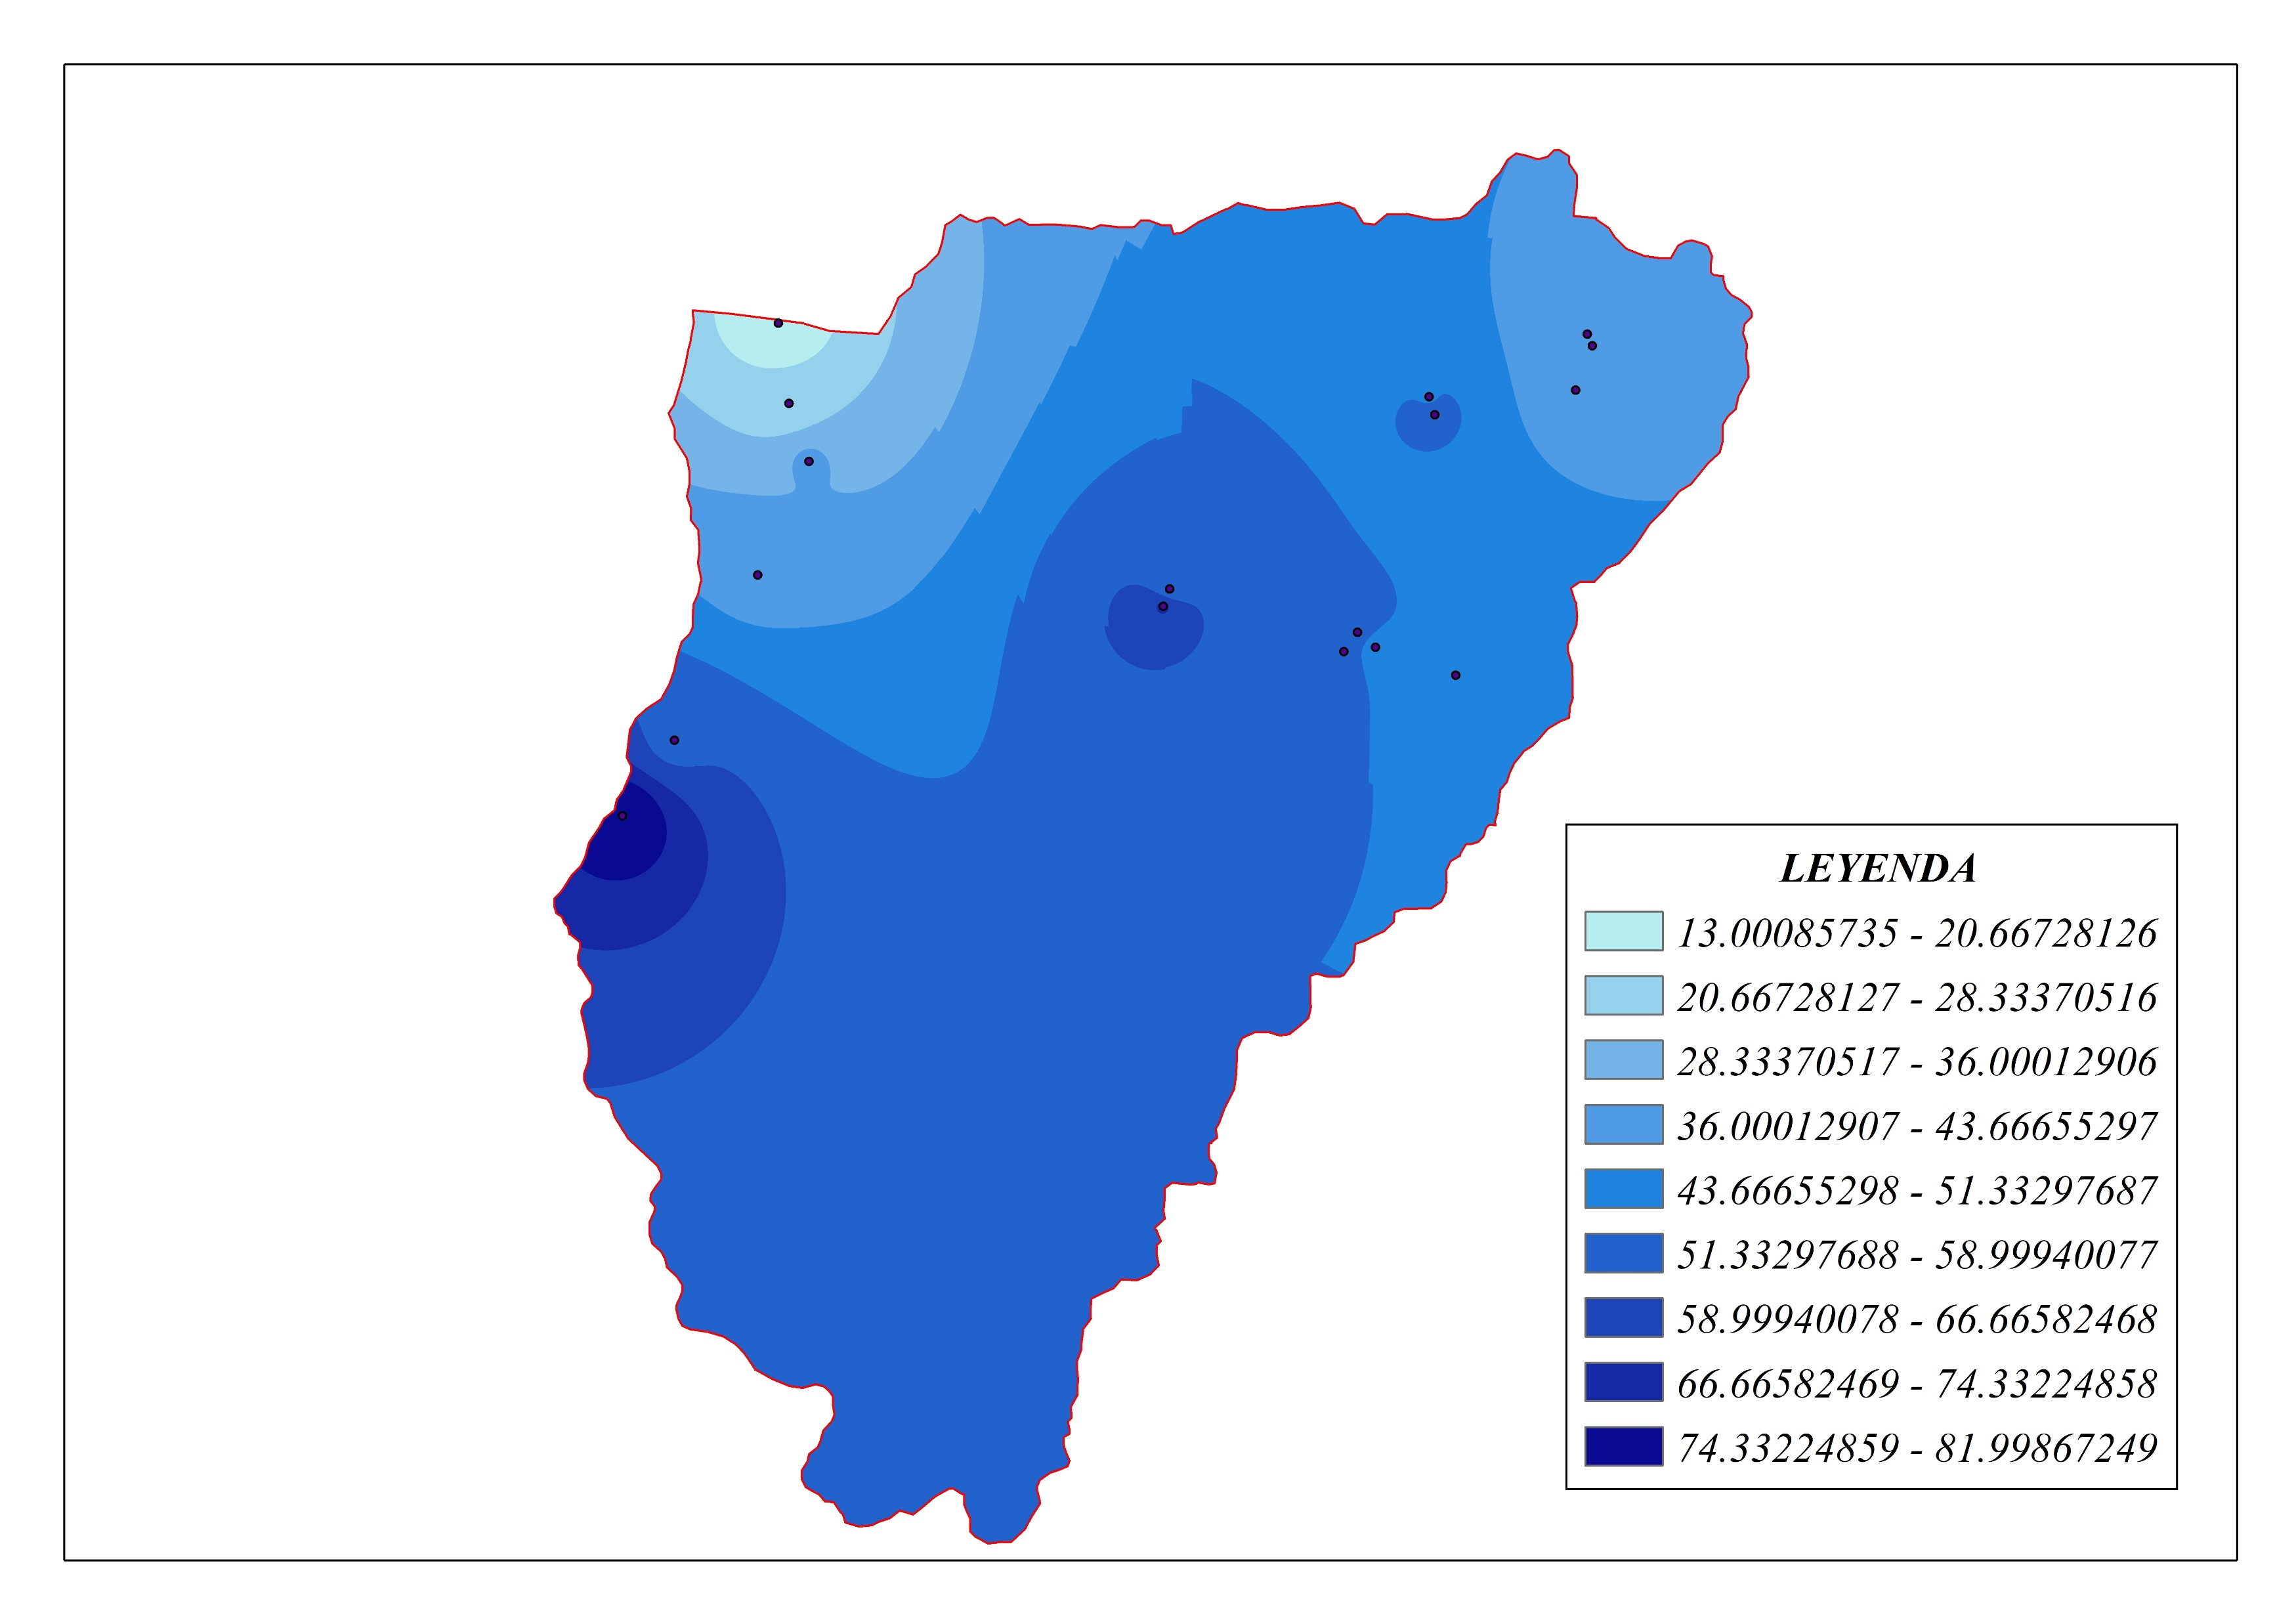 LEYENDA
13.00085735 - 20.66728126
20.66728127 - 28.33370516
28.33370517 - 36.00012906
36.00012907 - 43.66655297
43.66655298 - 51.33297687
51.33297688 - 58.99940077
58.99940078 - 66.66582468
66.66582469 - 74.33224858
74.33224859 - 81.99867249